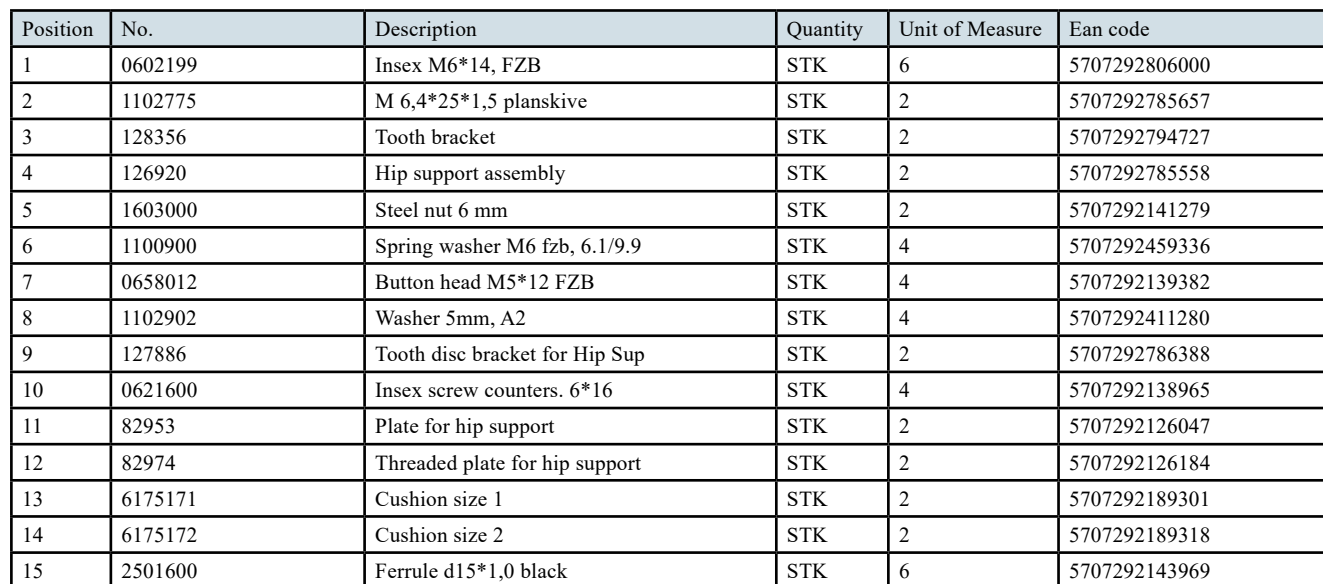 Position No. Description Quantity Unit of Measure Ean code
1 0602199 Insex M6*14, FZB STK 6 5707292806000
2 1102775 M 6,4*25*1,5 planskive STK 2 5707292785657
3 128356 Tooth bracket STK 2 5707292794727
4 126920 Hip support assembly STK 2 5707292785558
5 1603000 Steel nut 6 mm STK 2 5707292141279
6 1100900 Spring washer M6 fzb, 6.1/9.9 STK 4 5707292459336
7 0658012 Button head M5*12 FZB STK 4 5707292139382
8 1102902 Washer 5mm, A2 STK 4 5707292411280
9 127886 Tooth disc bracket for Hip Sup STK 2 5707292786388
10 0621600 Insex screw counters. 6*16 STK 4 5707292138965
11 82953 Plate for hip support STK 2 5707292126047
12 82974 Threaded plate for hip support STK 2 5707292126184
13 6175171 Cushion size 1 STK 2 5707292189301
14 6175172 Cushion size 2 STK 2 5707292189318
15 2501600 Ferrule d15*1,0 black STK 6 5707292143969